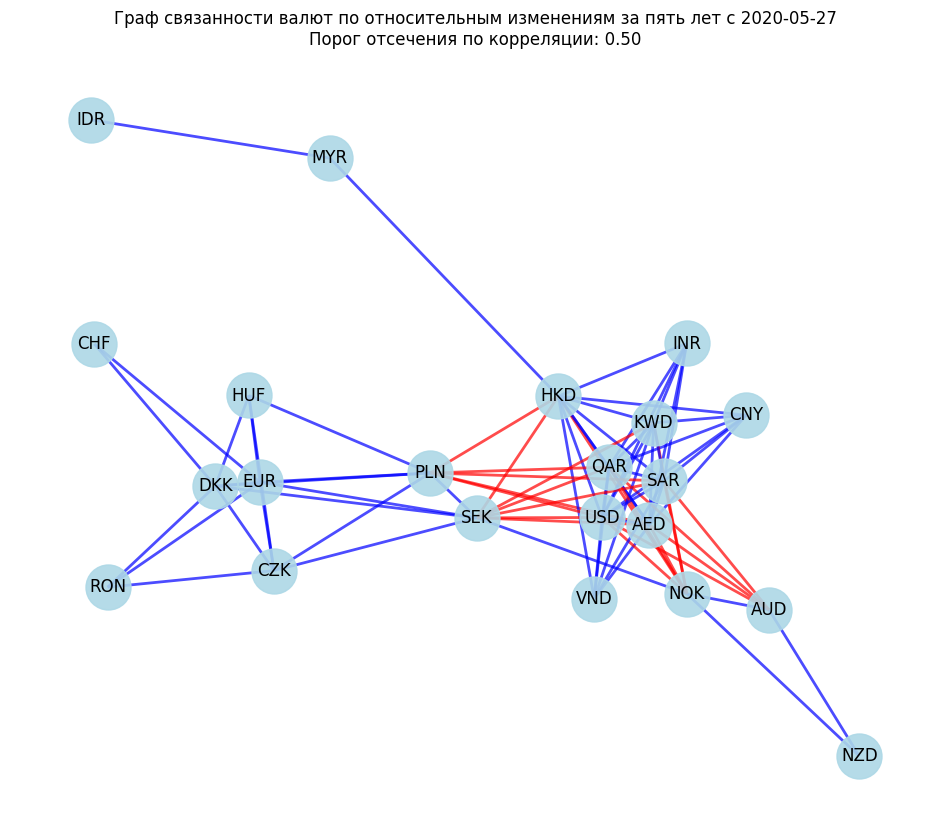 Граф связанности валют по относительным изменениям за пять лет с 2020-05-27
Порог отсечения по корреляции: 0.50
IDR
MYR
CHF
INR
HUF
HKD
CNY
KWD
QAR
PLN
SAR
EUR
DKK
SEK
USD
AED
CZK
RON
NOK
VND
AUD
NZD